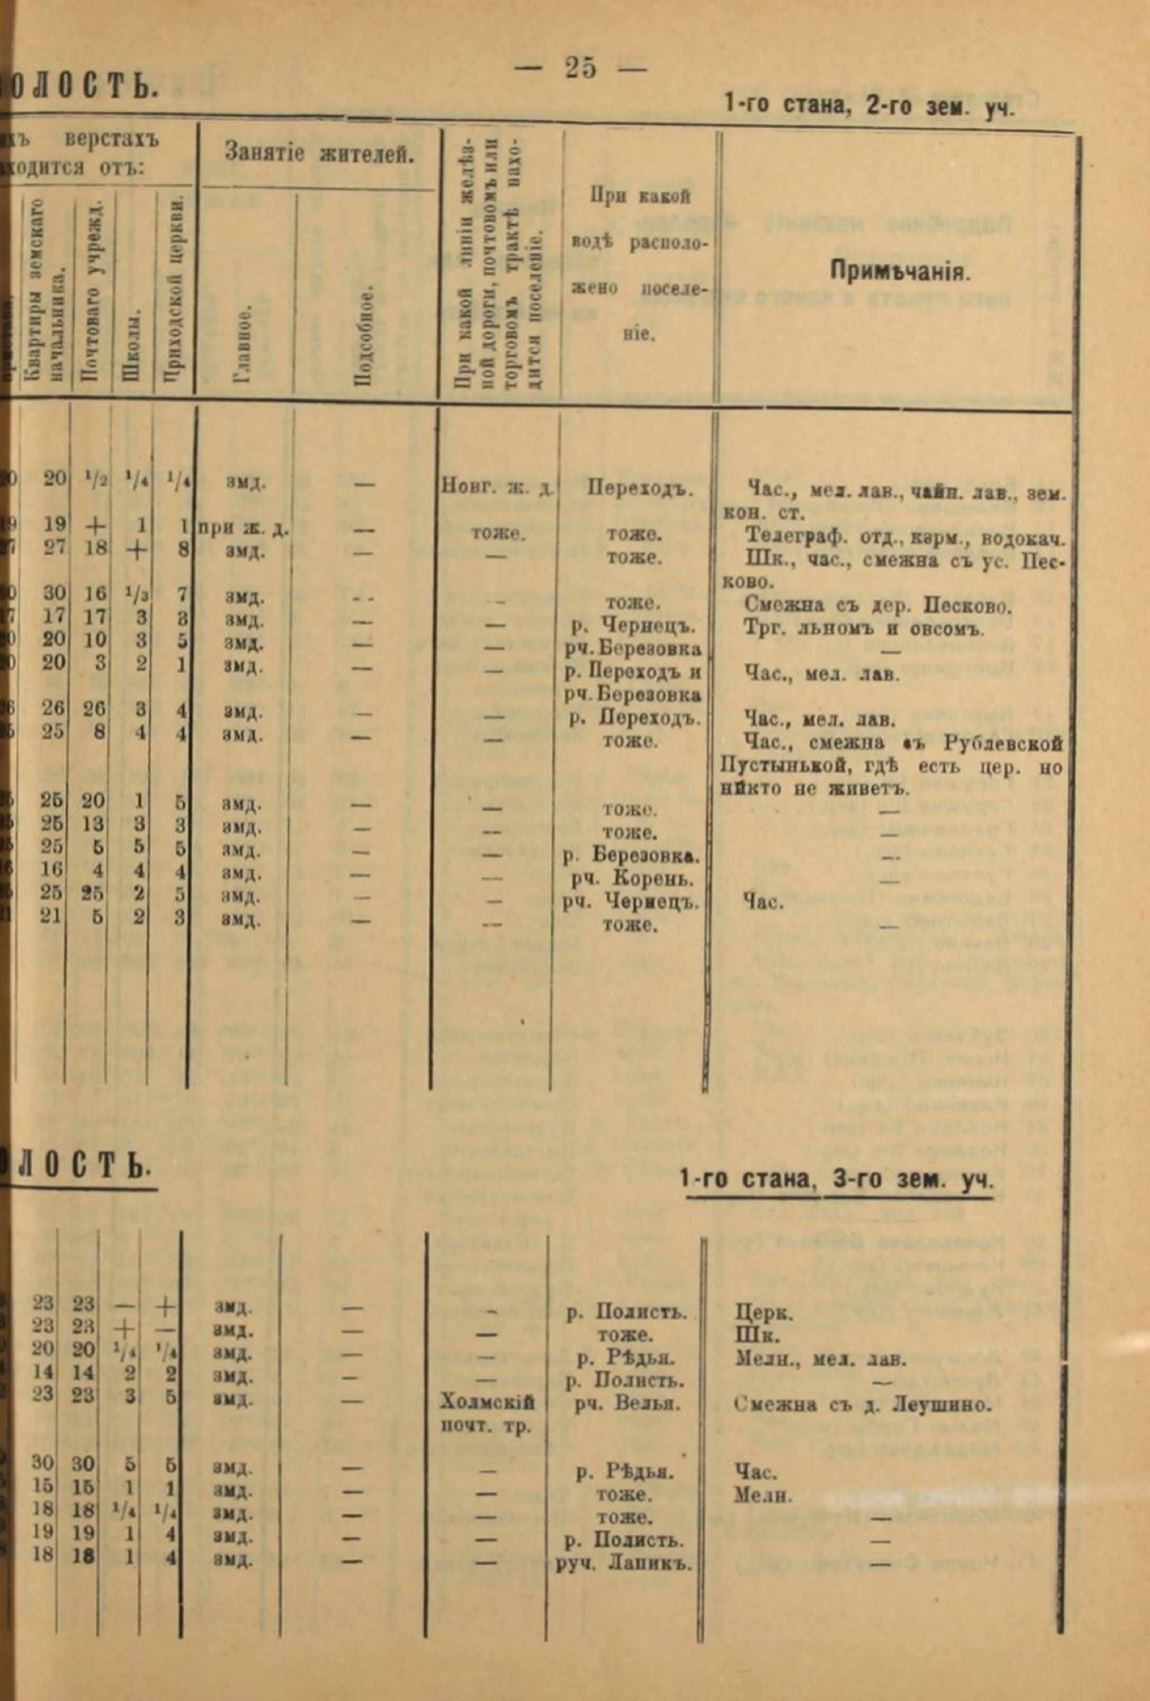 — 25 —
ОЛОСТЬ.
1-го стана, 2-го зем. уч.
верстахъ
одится отъ:
Квартиры земскаго
начальника.
Почтоваго учрежд.
Школы.
Приходской церкви.
Занятіе жителей.
Главное.
Подсобное.
При какой линіи желѣз-
ной дороги, почтовомъ или
торговомъ трактѣ нахо-
дится поселеніе.
При какой
водѣ располо-
жено поселе-
ніе.
Примѣчанія.
20 1/2 1/4 1/4 змд. — Новг. ж. д. Переходъ. Час., мел. лав., чайн. лав., зем.
кон. ст.
19 + 1 1 при ж. д. — тоже. тоже. Телеграф. отд., карм., водокач.
27 18 + 8 змд. — — тоже. Шк., час., смежна съ ус. Пес-
ково.
30 16 1/3 7 змд. -- — тоже. Смежна съ дер. Песково.
17 17 3 3 змд. — — р. Чернецъ. Трг. льномъ и овсомъ.
20 10 3 5 змд. — — рч. Березовка —
20 3 2 1 змд. — — р. Переходъ и Час., мел. лав.
рч. Березовка
26 26 3 4 змд. — — р. Переходъ. Час., мел. лав.
25 8 4 4 змд. — — тоже. Час., смежна съ Рублевской
Пустынькой, гдѣ есть цер. но
никто не живетъ.
25 20 1 5 змд. — — тоже. —
25 13 3 3 змд. — — тоже. —
25 5 5 5 змд. — — р. Березовка. —
16 4 4 4 змд. — — рч. Корень. —
25 25 2 5 змд. — — рч. Чернецъ. Час.
21 5 2 3 змд. — — тоже. —
ЛОСТЬ.
1-го стана, 3-го зем. уч.
23 23 — + змд. — — р. Полисть. Церк.
23 23 + — змд. — — тоже. Шк.
20 20 1/4 1/4 змд. — — р. Рѣдья. Мелн., мел. лав.
14 14 2 2 змд. — — р. Полисть. —
23 23 3 5 змд. — Холмскій рч. Велья. Смежна съ д. Леушино.
почт. тр.
30 30 5 5 змд. — — р. Рѣдья. Час.
15 15 1 1 змд. — — тоже. Мелн.
18 18 1/4 1/4 змд. — — тоже. —
19 19 1 4 змд. — — р. Полисть. —
18 18 1 4 змд. — — руч. Лапикъ. —